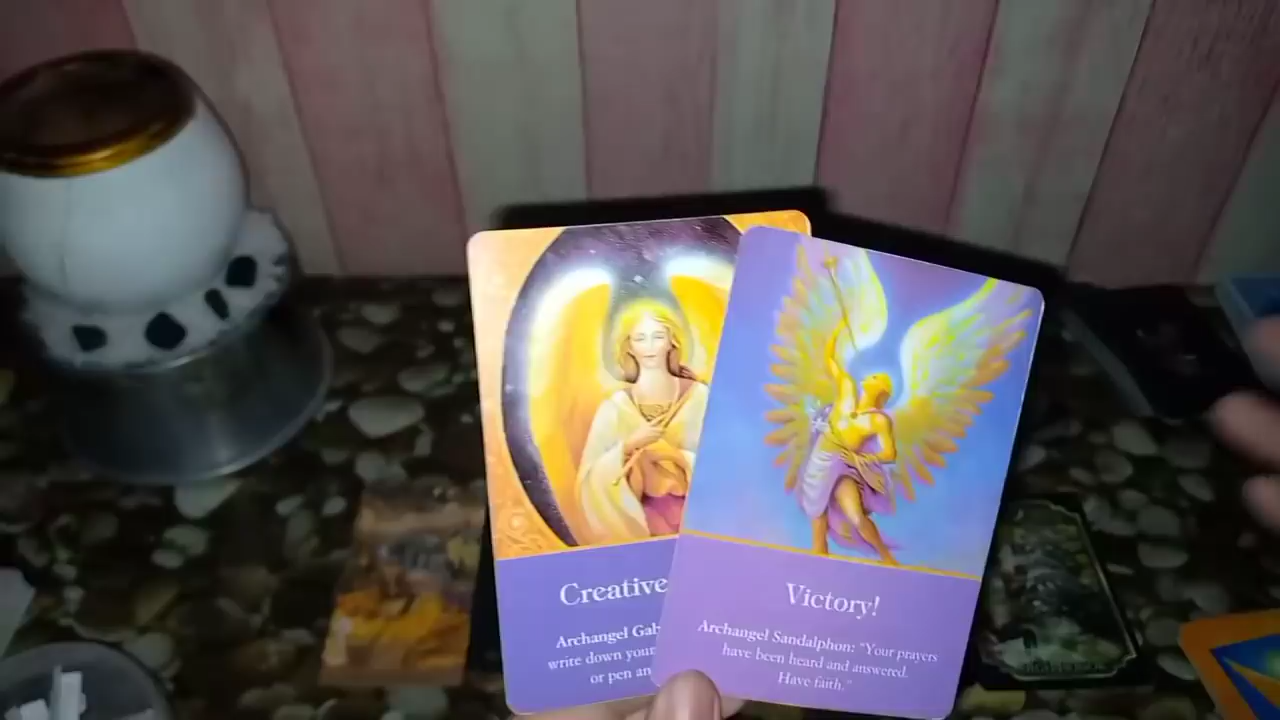 Creative
Archangel Gab
write down your
or pen an
Victory!
Archangel Sandalphon: "Your prayers
have been heard and answered.
Have faith."